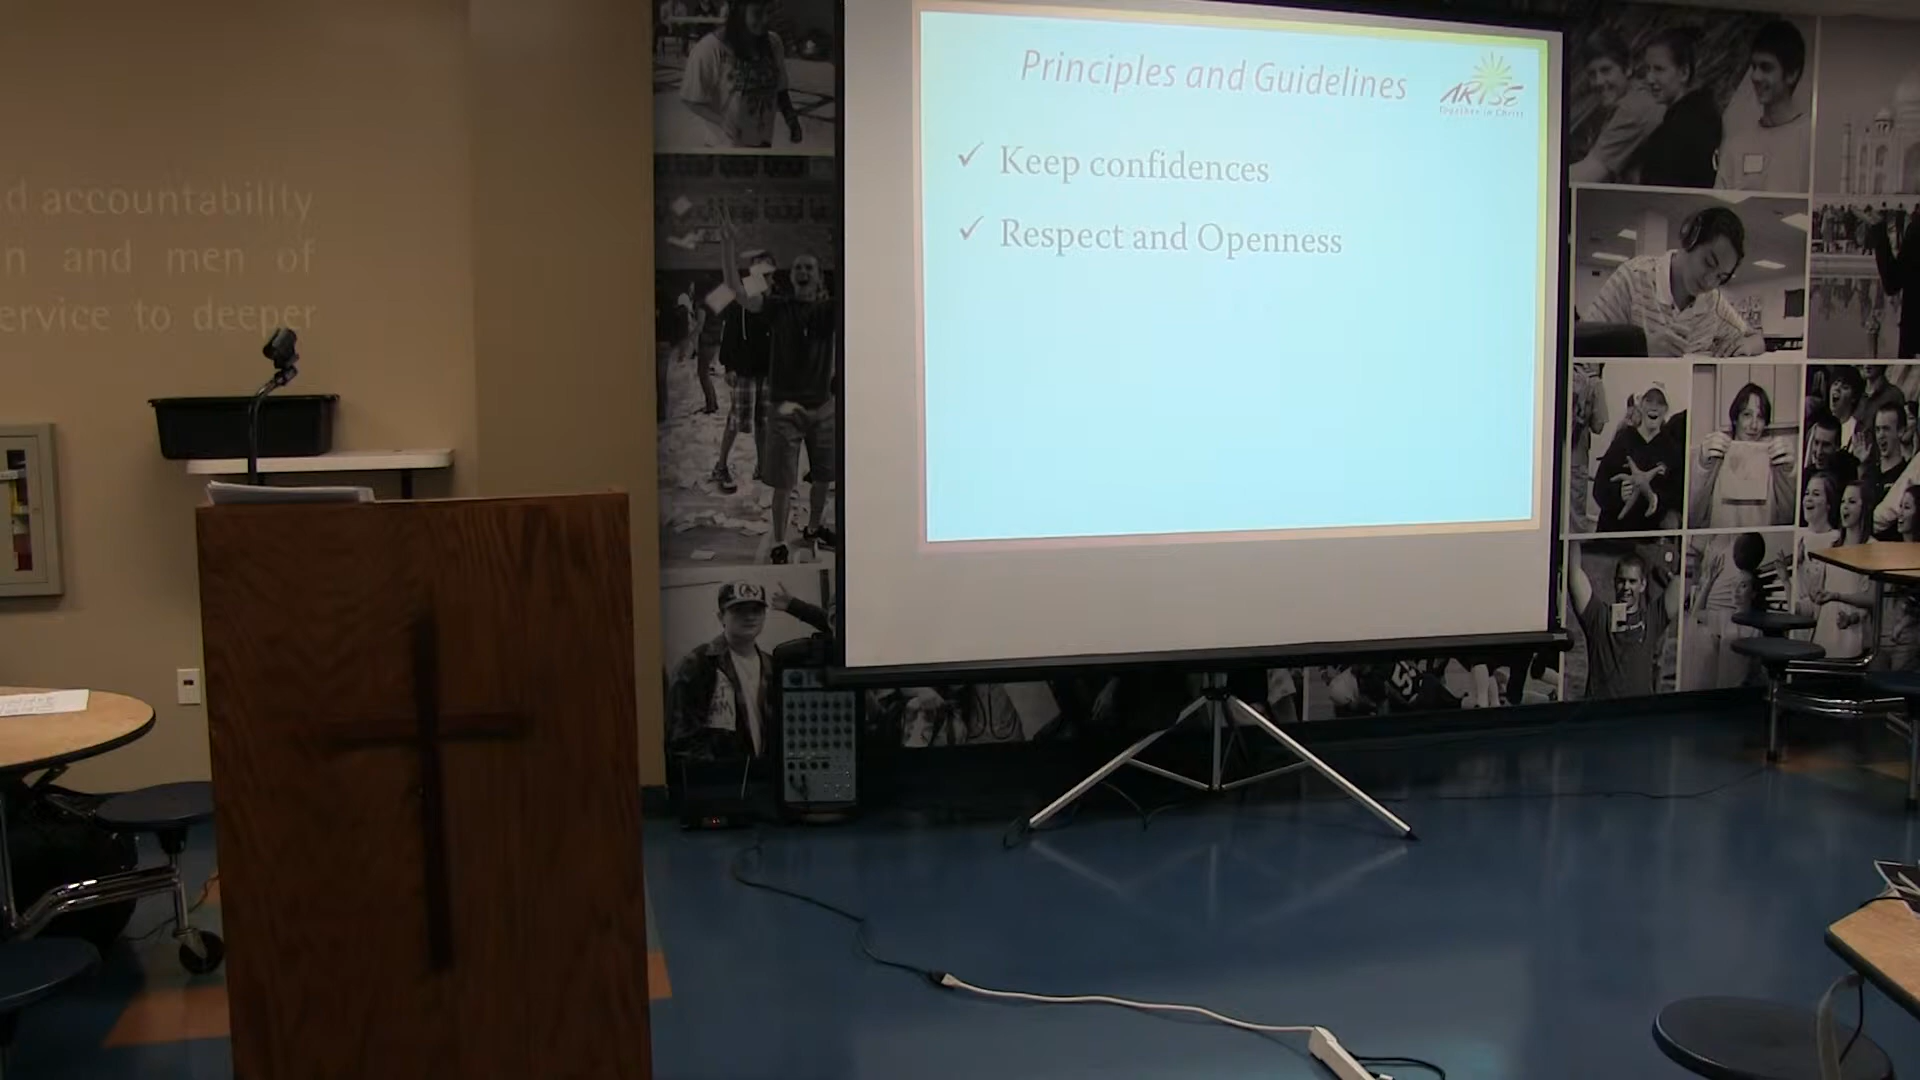 Principles and Guidelines
ARISE
Together in Christ
✓ Keep confidences
✓ Respect and Openness
d accountability
n and men of
ervice to deeper